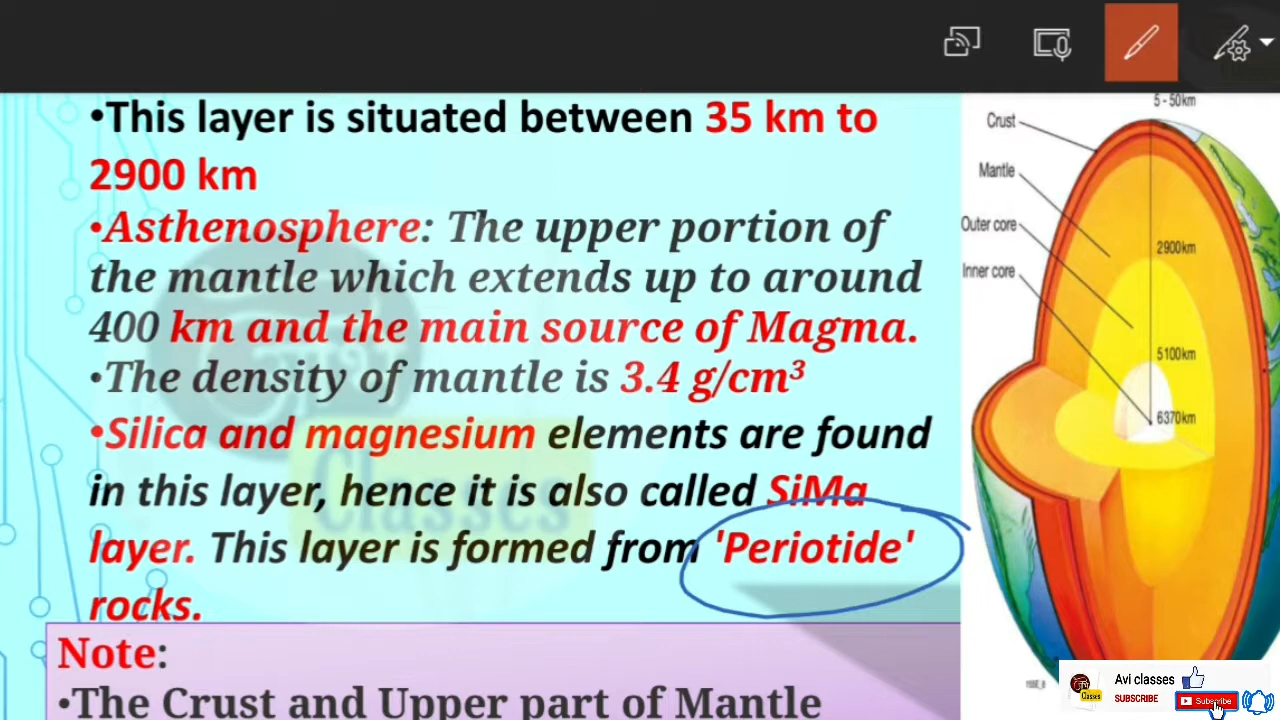 •This layer is situated between 35 km to
2900 km
•Asthenosphere: The upper portion of
the mantle which extends up to around
400 km and the main source of Magma.
•The density of mantle is 3.4 g/cm³
•Silica and magnesium elements are found
in this layer, hence it is also called SiMa
layer. This layer is formed from 'Periotide'
rocks.
Note:
•The Crust and Upper part of Mantle
5 - 50km
Crust
Mantle
Outer core
Inner core
2900km
5100km
6370km
Classes
Avi classes
SUBSCRIBE
Subscribe
Classes